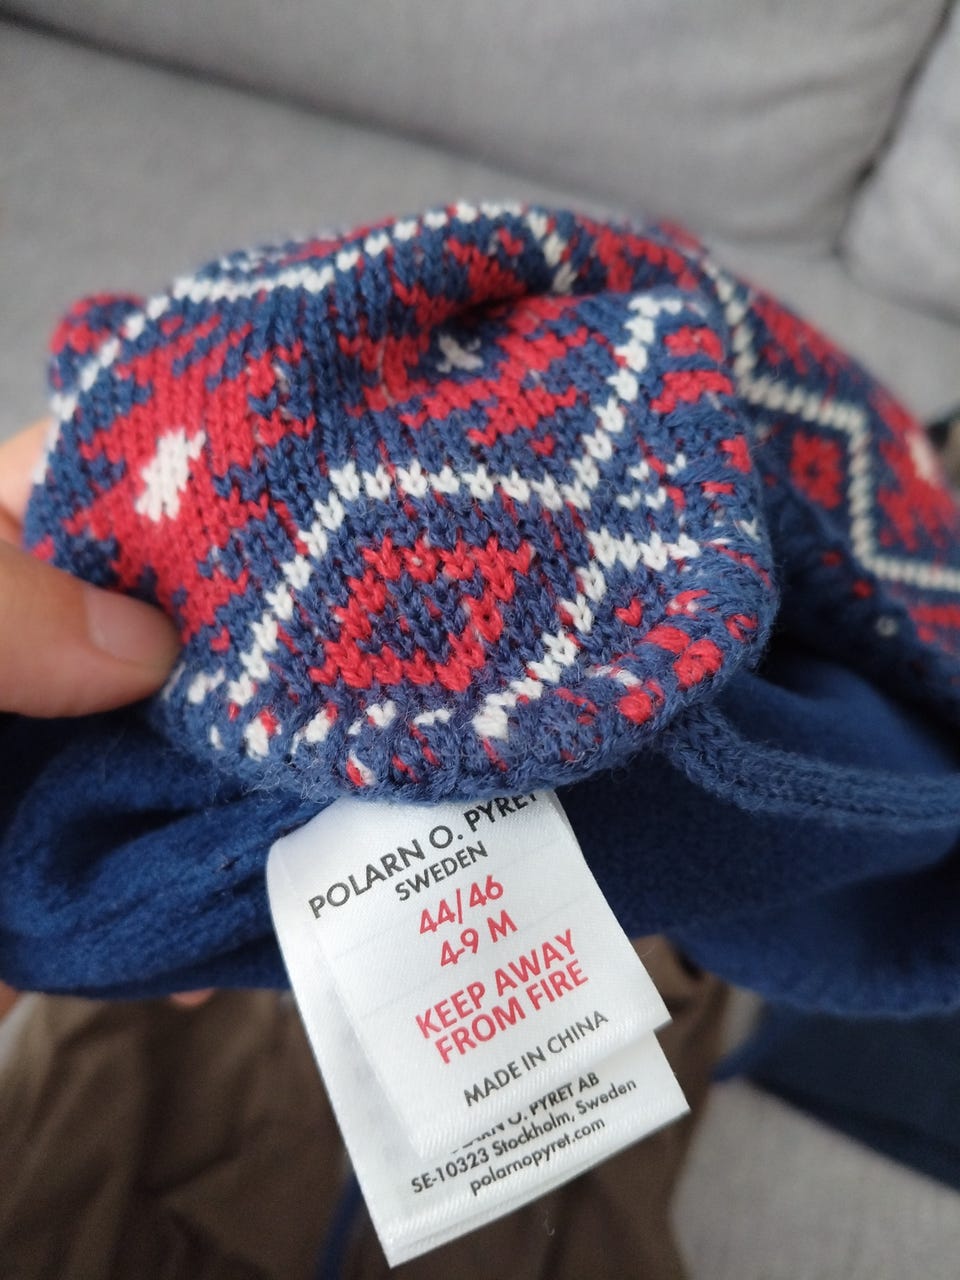 POLARN O. PYRET
SWEDEN
44/46
4-9 M
KEEP AWAY
FROM FIRE
MADE IN CHINA
O. PYRET AB
SE-10323 Stockholm, Sweden
polarnopyret.com